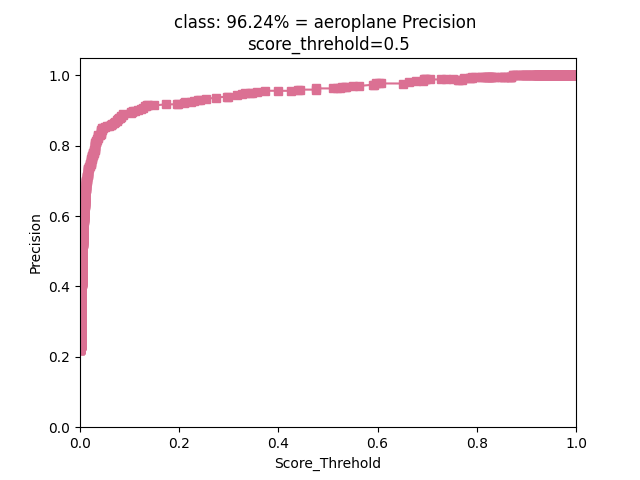 class: 96.24% = aeroplane Precision
score_threhold=0.5
1.0
0.8
0.6
0.4
0.2
0.0
Precision
0.0 0.2 0.4 0.6 0.8 1.0
Score_Threhold